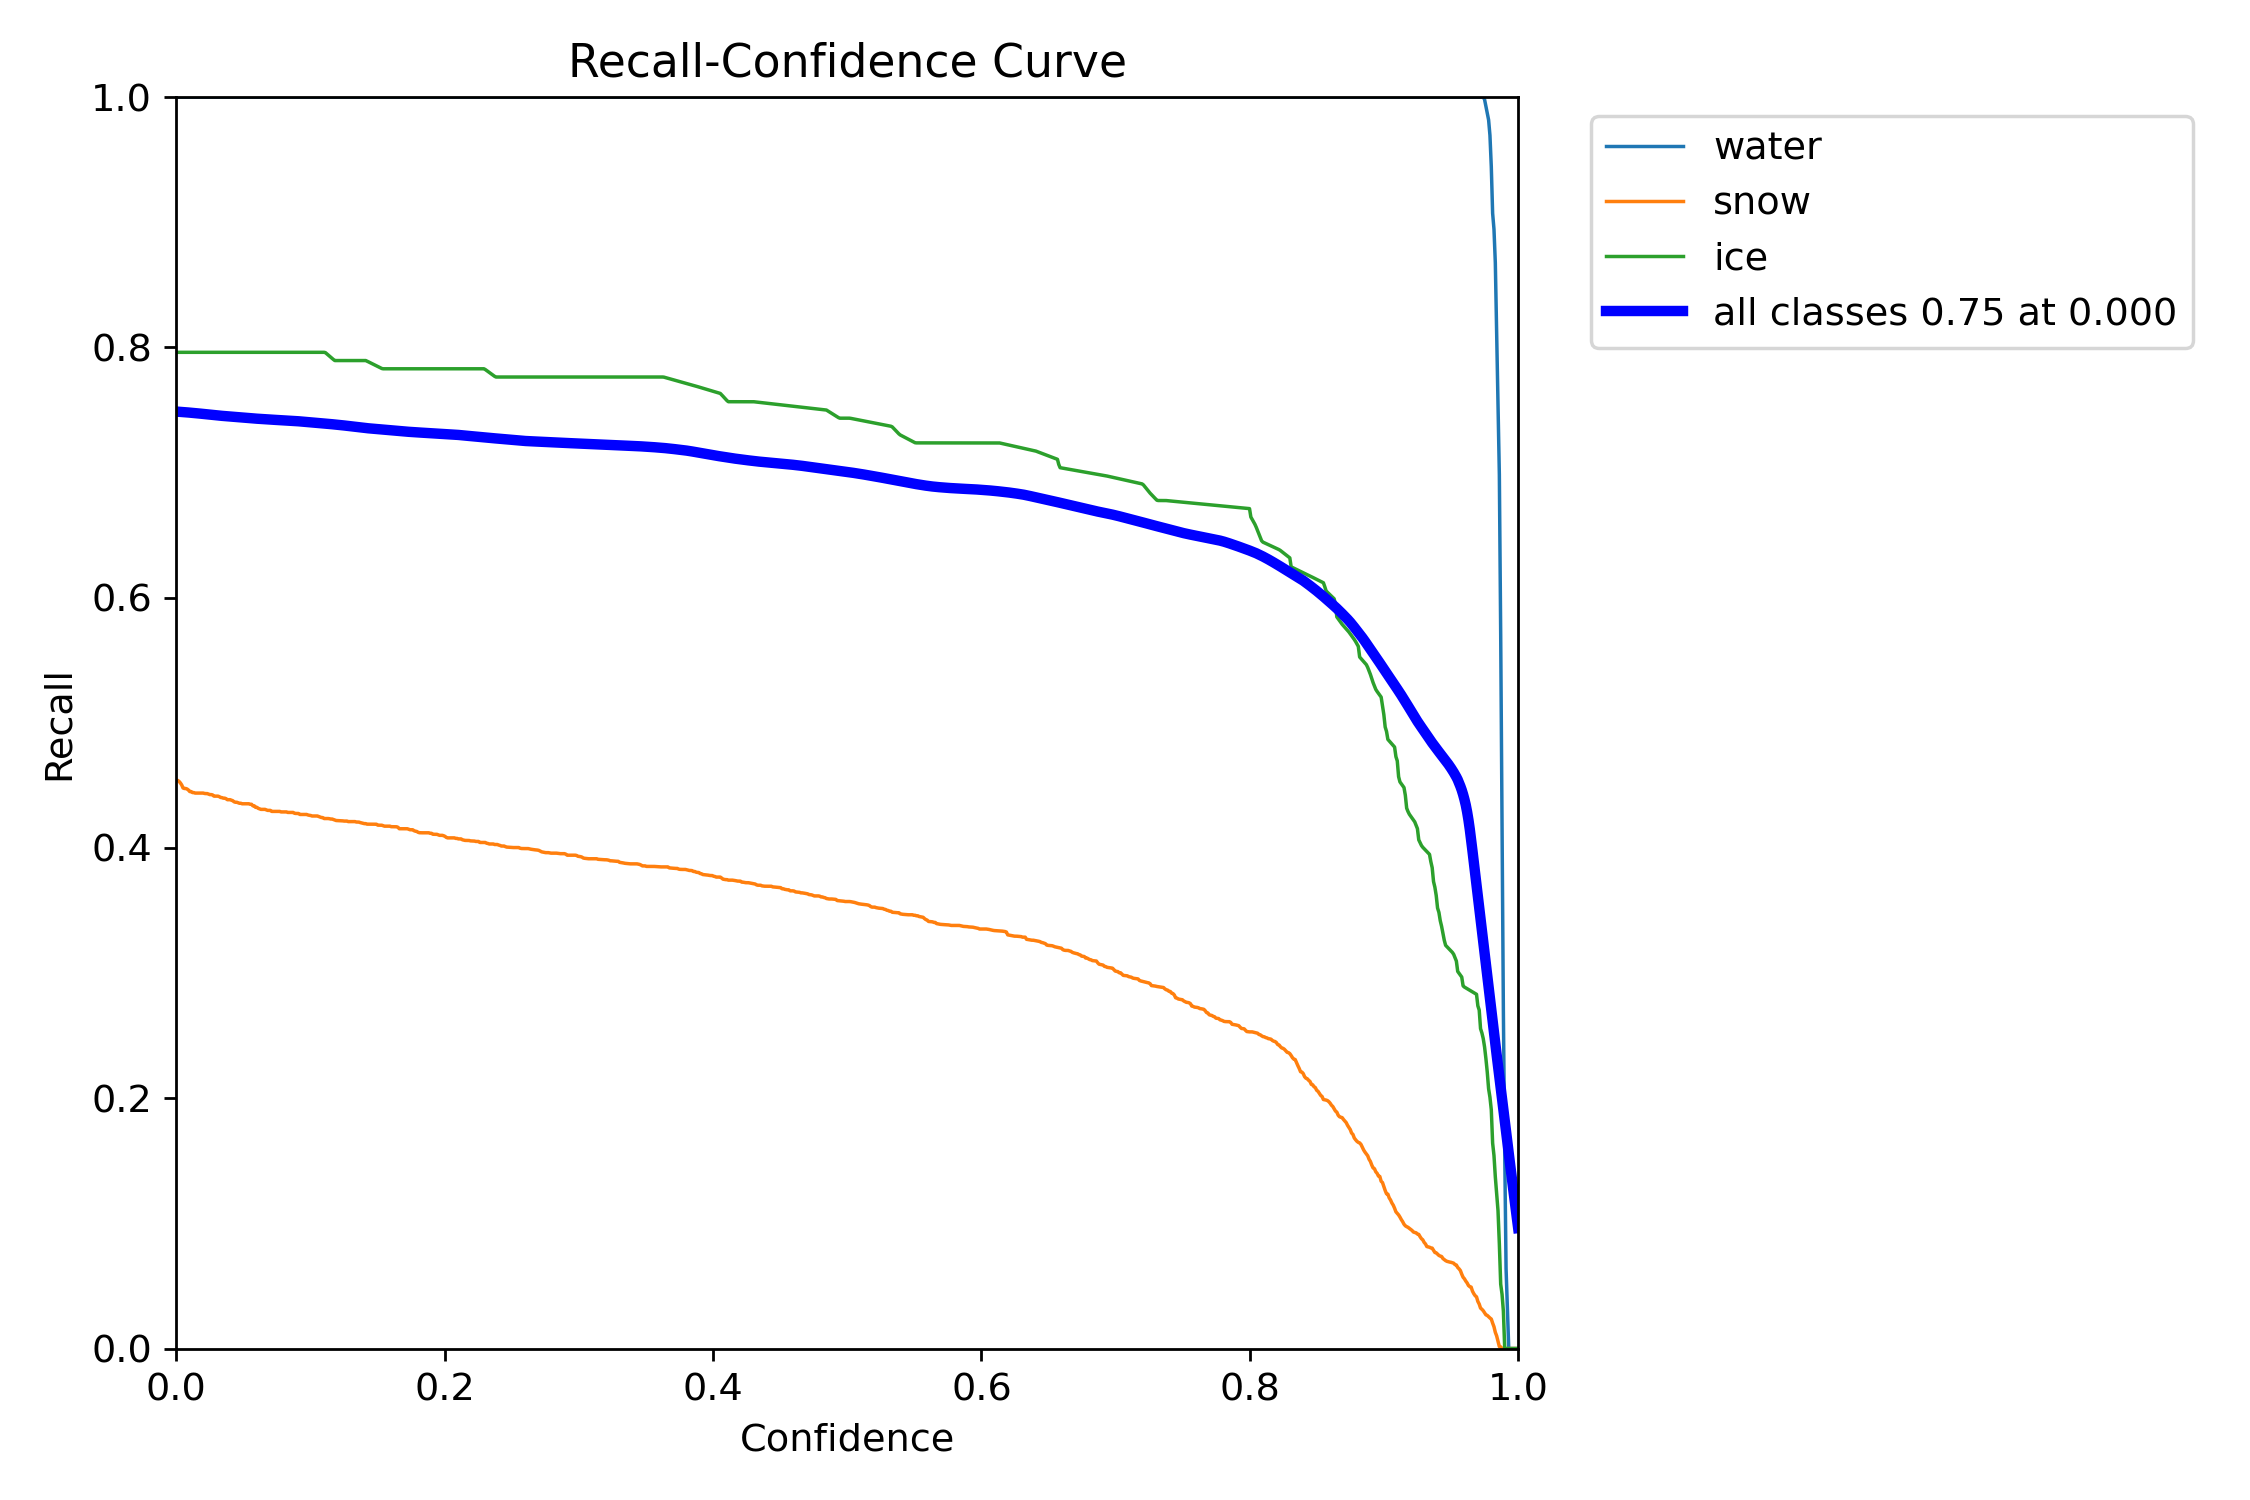 Recall-Confidence Curve
1.0
0.8
0.6
0.4
0.2
0.0
Recall
0.0 0.2 0.4 0.6 0.8 1.0
Confidence
water
snow
ice
all classes 0.75 at 0.000